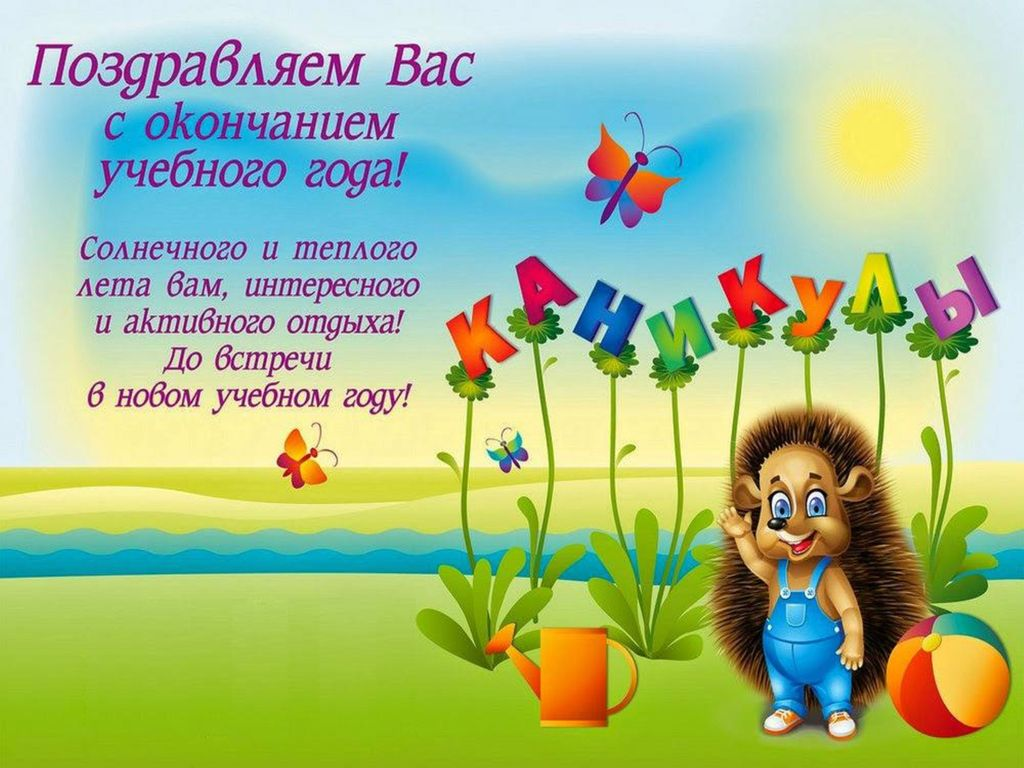 Поздравляем Вас
с окончанием
учебного года!
Солнечного и теплого
лета вам, интересного
и активного отдыха!
До встречи
в новом учебном году!
КАНИКУЛЫ